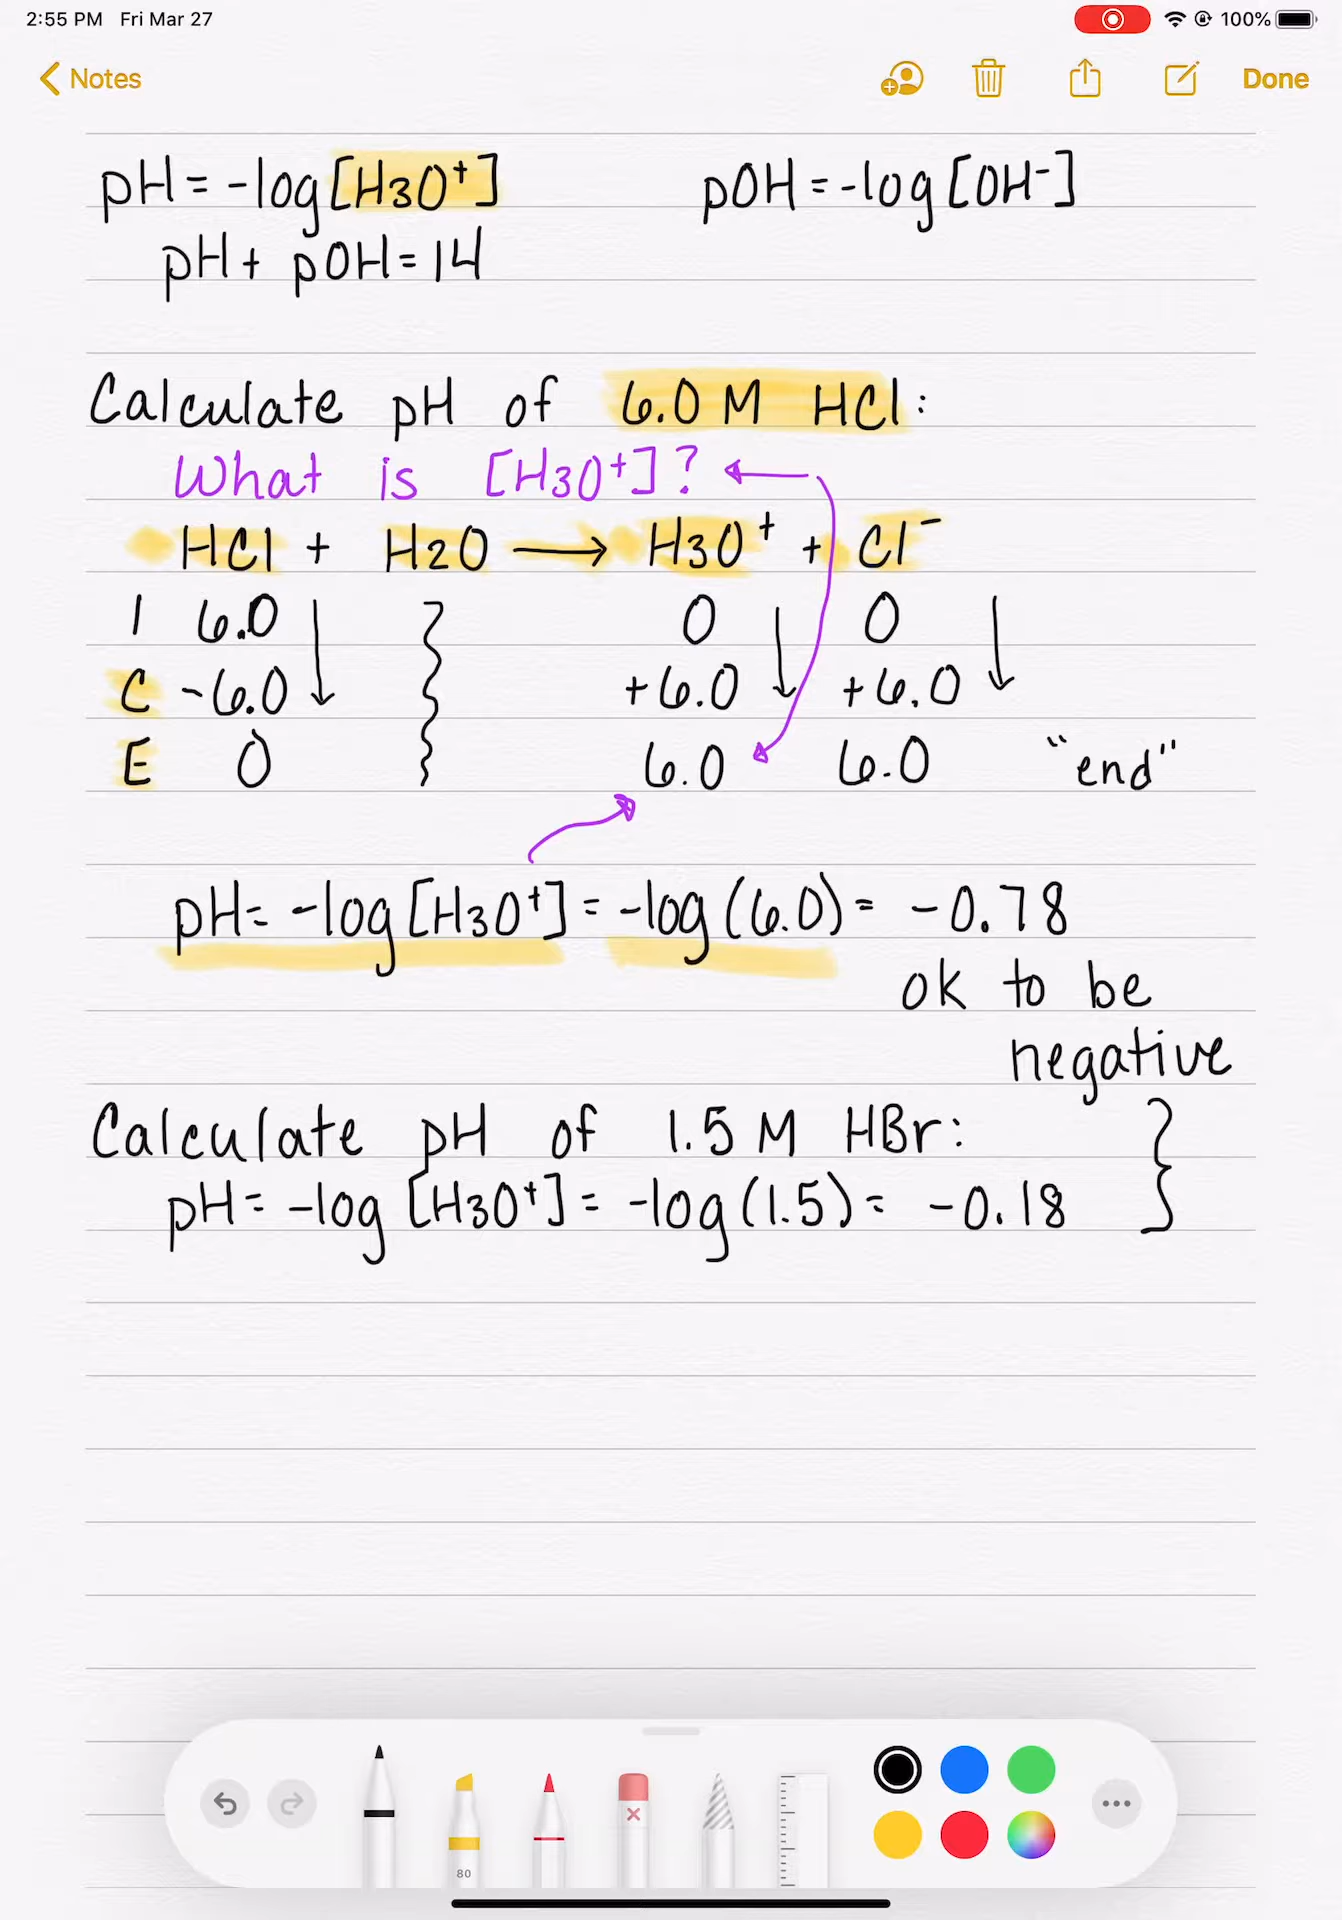 2:55 PM Fri Mar 27 100%
Notes Done
pH = -log[H3O⁺] pOH = -log[OH⁻]
pH + pOH = 14
Calculate pH of 6.0 M HCl:
What is [H3O⁺]? ←
HCl + H2O → H3O⁺ + Cl⁻
I 6.0 0 0
C -6.0 +6.0 +6.0
E 0 6.0 6.0 "end"
pH = -log[H3O⁺] = -log(6.0) = -0.78
ok to be
negative
Calculate pH of 1.5 M HBr:
pH = -log[H3O⁺] = -log(1.5) = -0.18
80